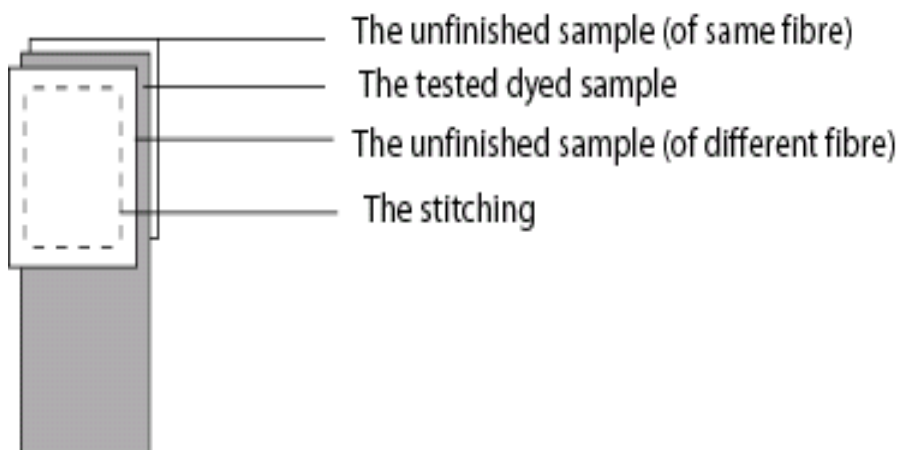 The unfinished sample (of same fibre)
The tested dyed sample
The unfinished sample (of different fibre)
The stitching